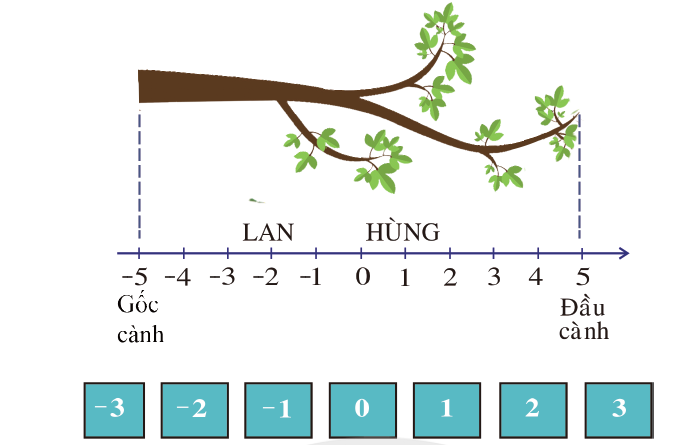 LAN HÙNG
-5 -4 -3 -2 -1 0 1 2 3 4 5
Gốc Đầu
cành cành
-3 -2 -1 0 1 2 3